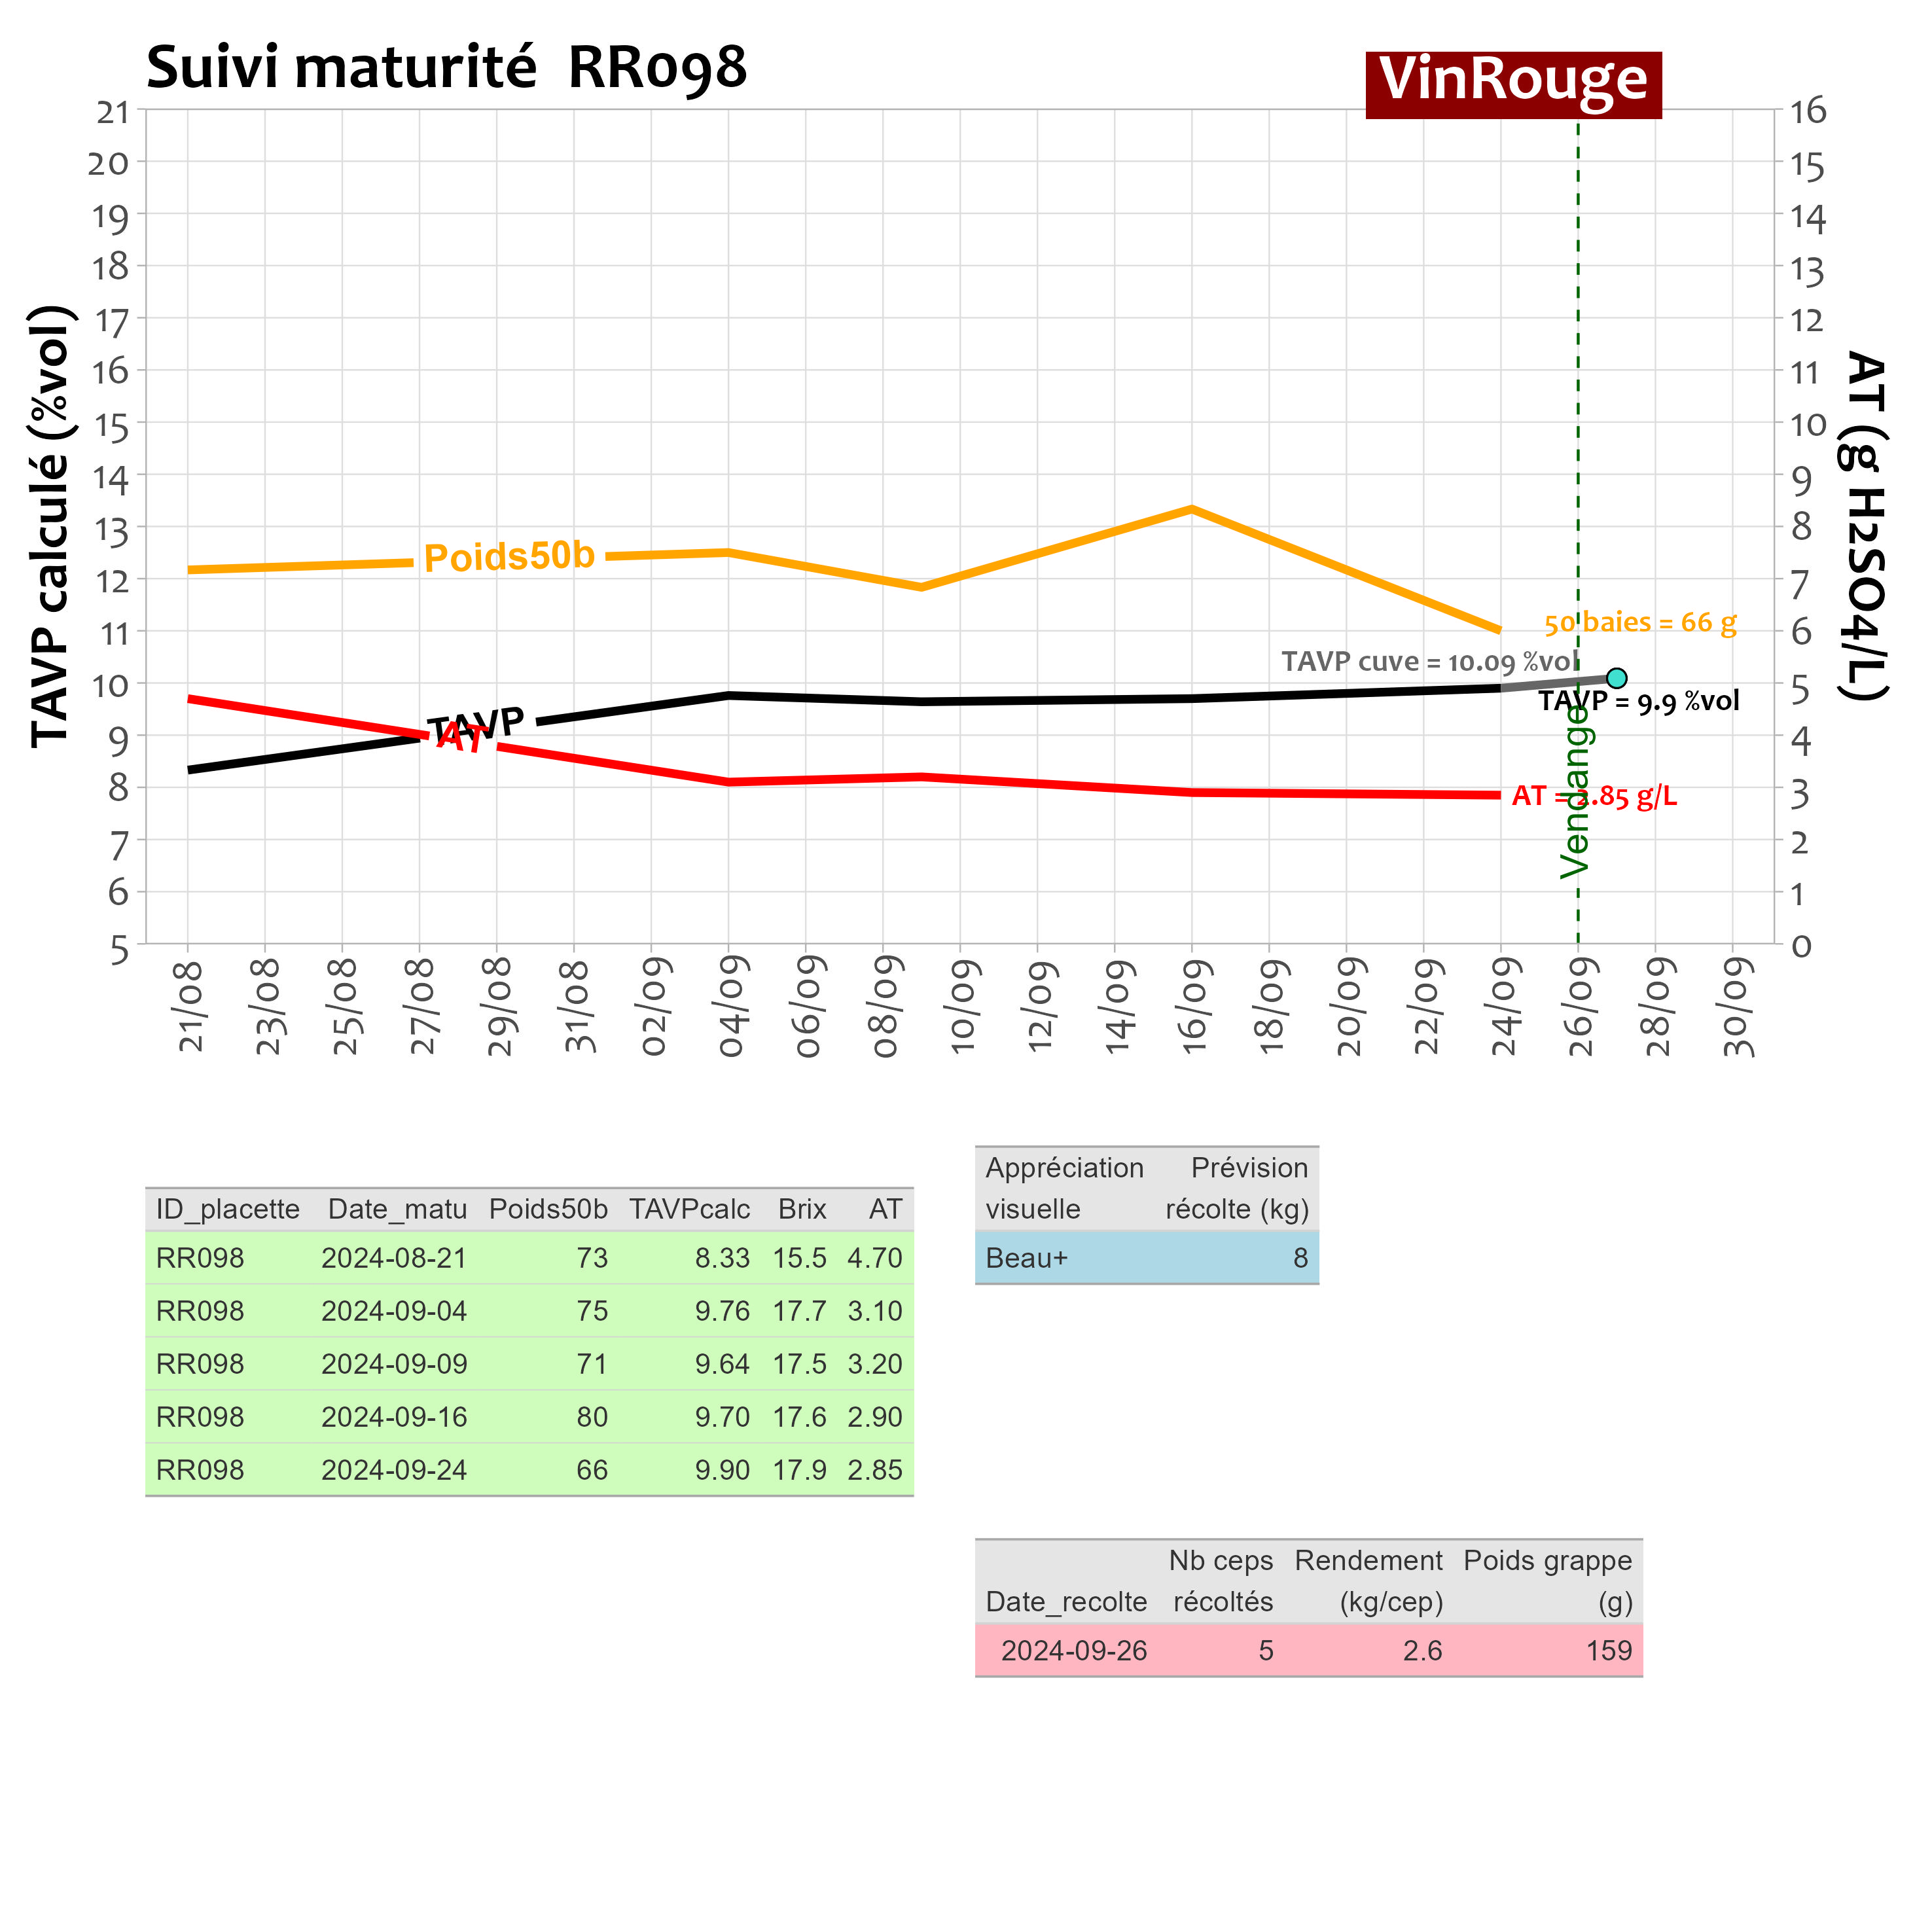 Suivi maturité  RR098
VinRouge
TAVP calculé (%vol)
21
20
19
18
17
16
15
14
13
12
11
10
9
8
7
6
5
16
15
14
13
12
11
10
9
8
7
6
5
4
3
2
1
0
AT (g H2SO4/L)
Poids50b
50 baies = 66 g
TAVP cuve = 10.09 %vol
TAVP = 9.9 %vol
TAVP
AT
AT = 2.85 g/L
Vendange
21/08
23/08
25/08
27/08
29/08
31/08
02/09
04/09
06/09
08/09
10/09
12/09
14/09
16/09
18/09
20/09
22/09
24/09
26/09
28/09
30/09
ID_placette Date_matu Poids50b TAVPcalc Brix AT
RR098 2024-08-21 73 8.33 15.5 4.70
RR098 2024-09-04 75 9.76 17.7 3.10
RR098 2024-09-09 71 9.64 17.5 3.20
RR098 2024-09-16 80 9.70 17.6 2.90
RR098 2024-09-24 66 9.90 17.9 2.85
Appréciation Prévision
visuelle récolte (kg)
Beau+ 8
Nb ceps Rendement Poids grappe
Date_recolte récoltés (kg/cep) (g)
2024-09-26 5 2.6 159